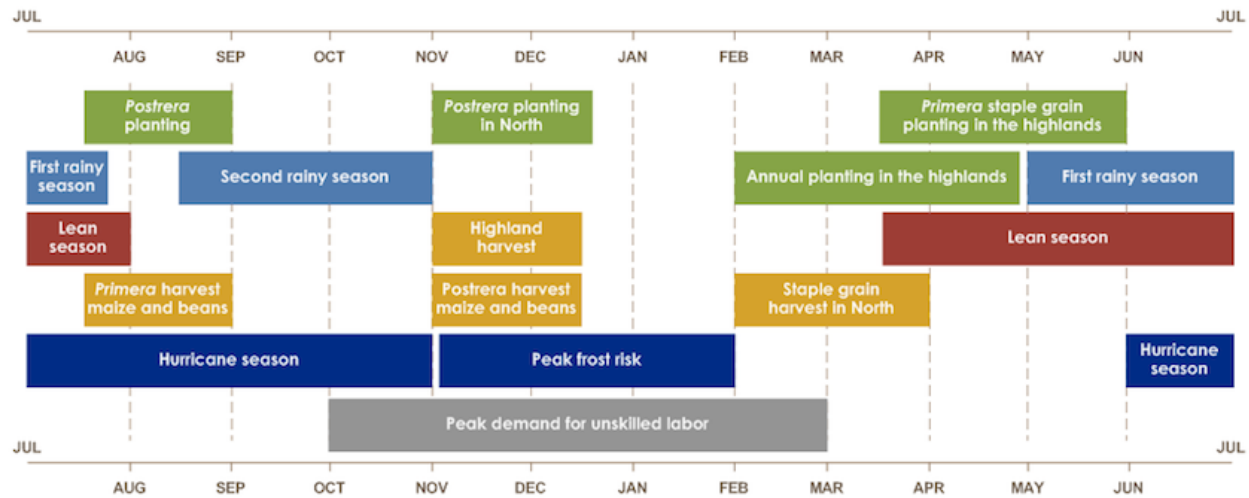 JUL JUL
AUG SEP OCT NOV DEC JAN FEB MAR APR MAY JUN
Postrera
planting
Postrera planting
in North
Primera staple grain
planting in the highlands
First rainy
season
Second rainy season
Annual planting in the highlands
First rainy season
Lean
season
Highland
harvest
Lean season
Primera harvest
maize and beans
Postrera harvest
maize and beans
Staple grain
harvest in North
Hurricane season
Peak frost risk
Hurricane
season
Peak demand for unskilled labor
JUL JUL
AUG SEP OCT NOV DEC JAN FEB MAR APR MAY JUN